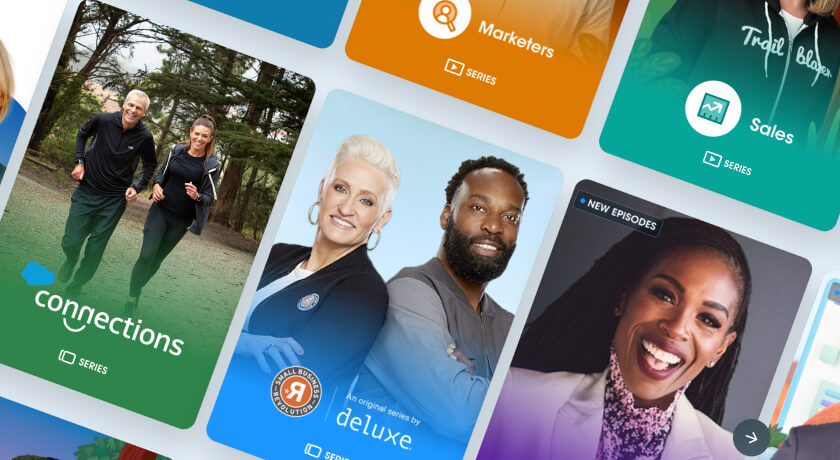 Marketers
SERIES
Trail Blazer
Sales
SERIES
connections
SERIES
SMALL BUSINESS
R
REVOLUTION
An original series by
deluxe.
SERIES
NEW EPISODES